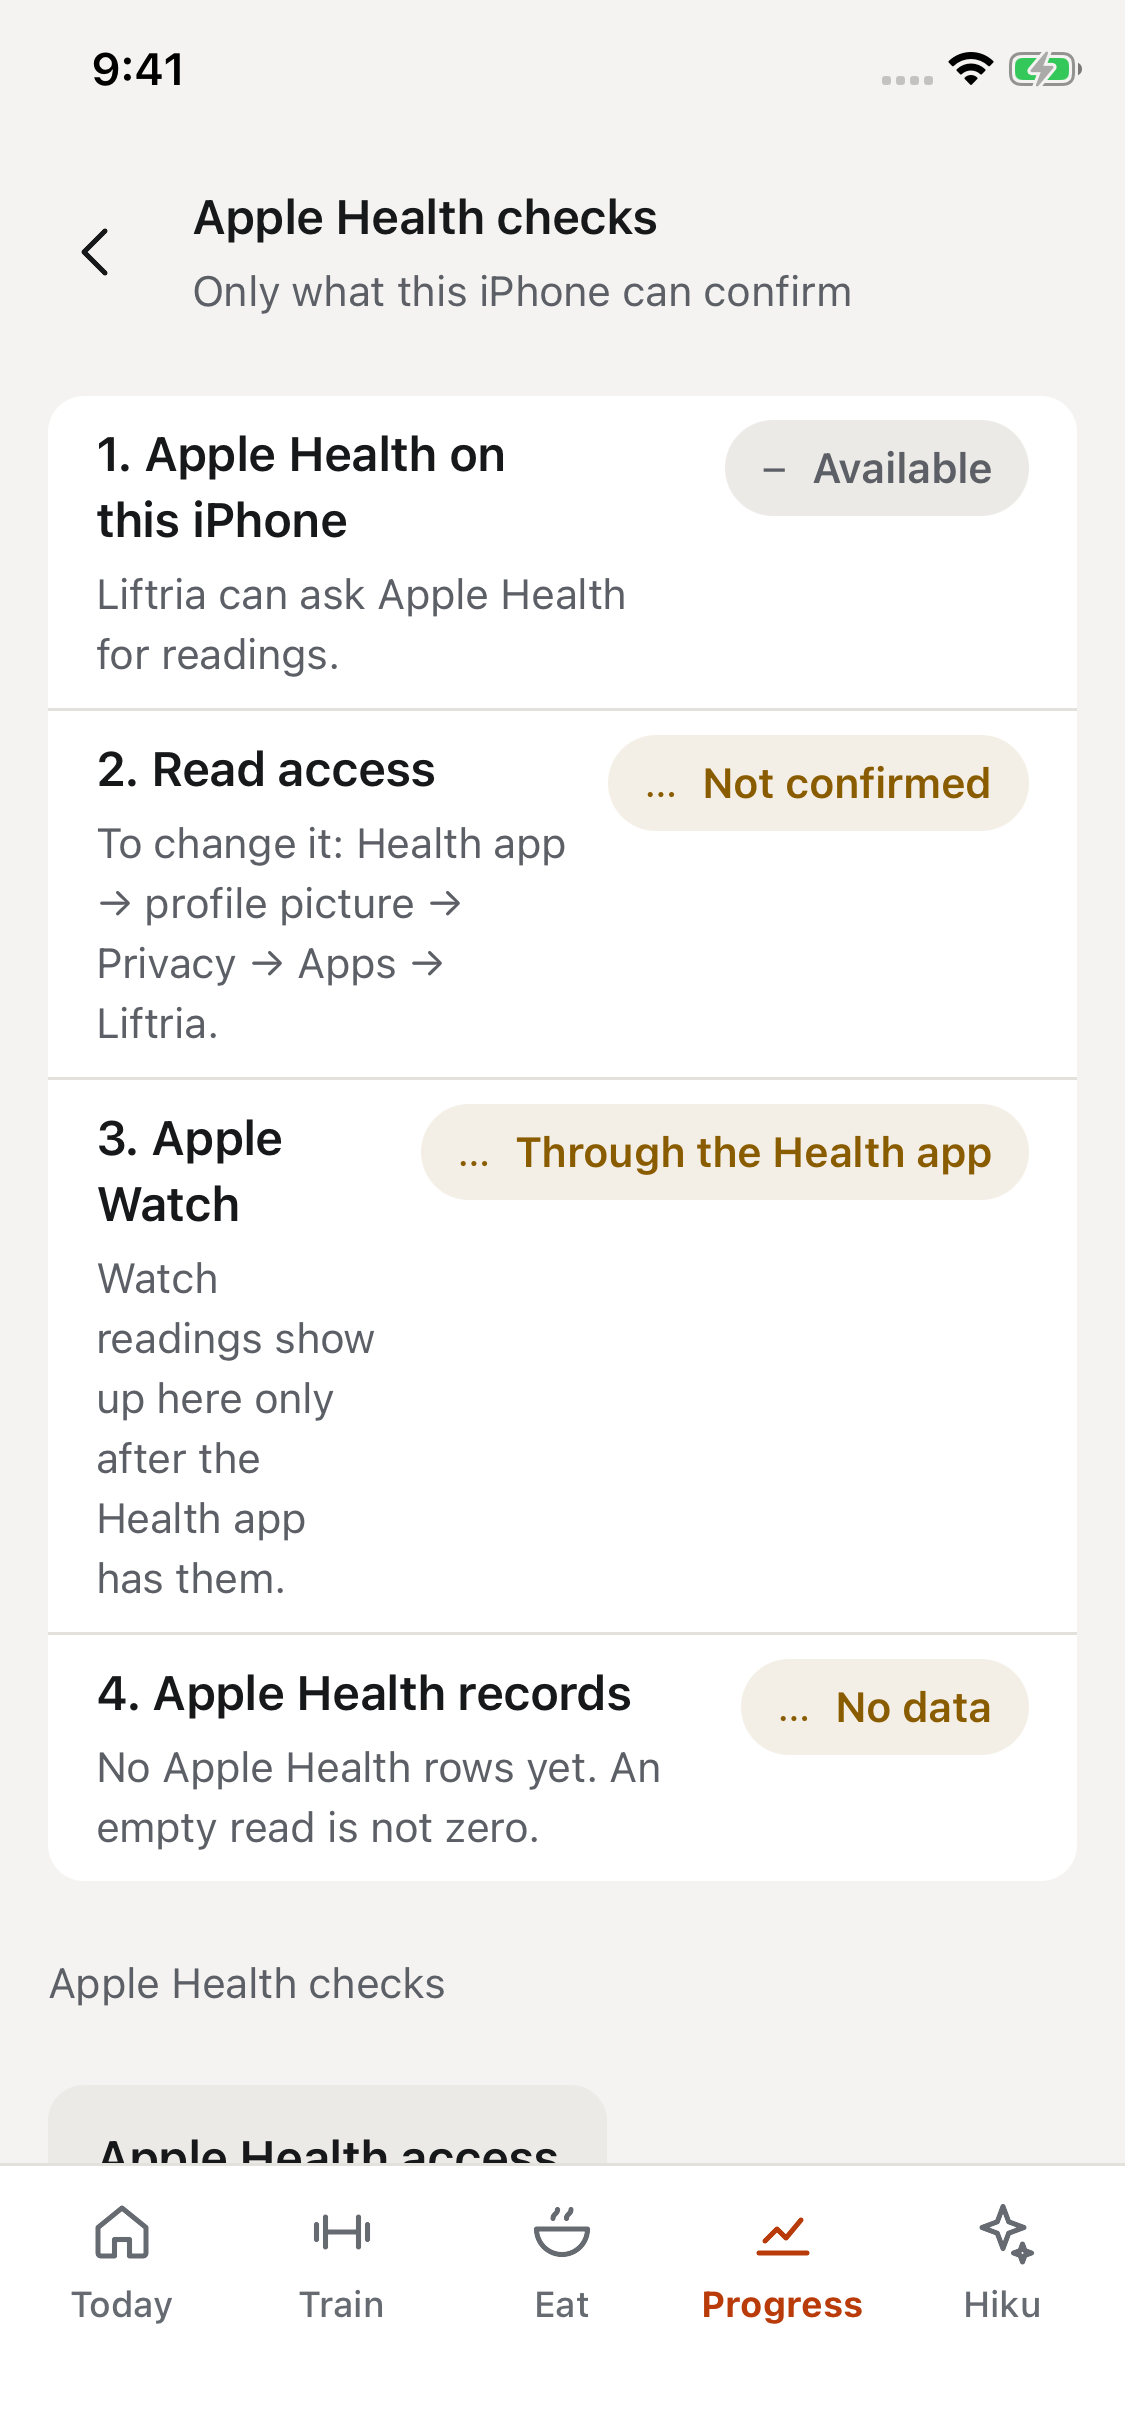 9:41
Apple Health checks
Only what this iPhone can confirm
1. Apple Health on
this iPhone
– Available
Liftria can ask Apple Health
for readings.
2. Read access
... Not confirmed
To change it: Health app
→ profile picture →
Privacy → Apps →
Liftria.
3. Apple
Watch
... Through the Health app
Watch
readings show
up here only
after the
Health app
has them.
4. Apple Health records
... No data
No Apple Health rows yet. An
empty read is not zero.
Apple Health checks
Apple Health access
Today
Train
Eat
Progress
Hiku